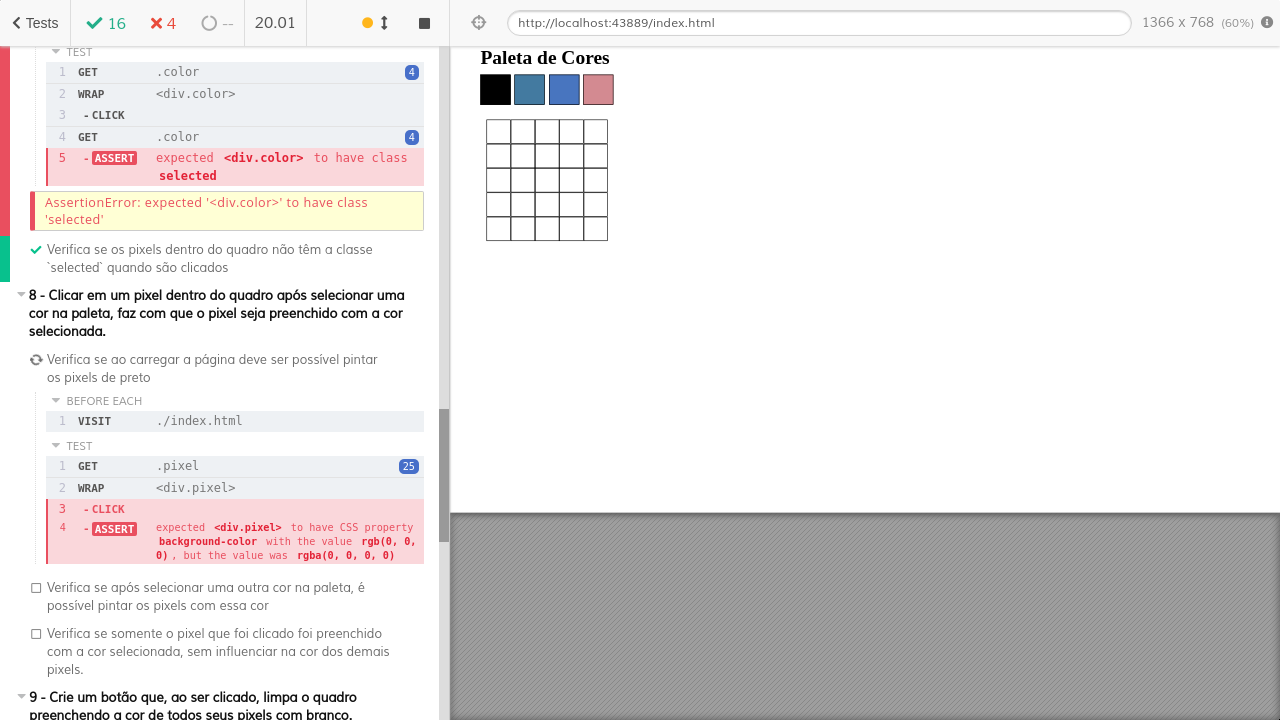 Tests 16 4 -- 20.01 http://localhost:43889/index.html 1366 x 768 (60%)
TEST
1 GET .color 4
2 WRAP <div.color>
3 -CLICK
4 GET .color 4
5 -ASSERT expected <div.color> to have class
selected
AssertionError: expected '<div.color>' to have class
'selected'
Verifica se os pixels dentro do quadro não têm a classe
`selected` quando são clicados
8 - Clicar em um pixel dentro do quadro após selecionar uma
cor na paleta, faz com que o pixel seja preenchido com a cor
selecionada.
Verifica se ao carregar a página deve ser possível pintar
os pixels de preto
BEFORE EACH
1 VISIT ./index.html
TEST
1 GET .pixel 25
2 WRAP <div.pixel>
3 -CLICK
4 -ASSERT expected <div.pixel> to have CSS property
background-color with the value rgb(0, 0,
0), but the value was rgba(0, 0, 0, 0)
Verifica se após selecionar uma outra cor na paleta, é
possível pintar os pixels com essa cor
Verifica se somente o pixel que foi clicado foi preenchido
com a cor selecionada, sem influenciar na cor dos demais
pixels.
9 - Crie um botão que, ao ser clicado, limpa o quadro
preenchendo a cor de todos seus pixels com branco.
Paleta de Cores